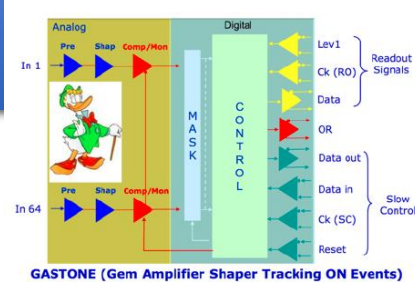 Analog
Digital
Pre Shap Comp/Mon
In 1
Lev1
Ck (RO)
Readout
Signals
Data
MASK
CONTROL
OR
Data out
Pre Shap Comp/Mon
In 64
Data in
Slow
Control
Ck (SC)
Reset
GASTONE (Gem Amplifier Shaper Tracking ON Events)